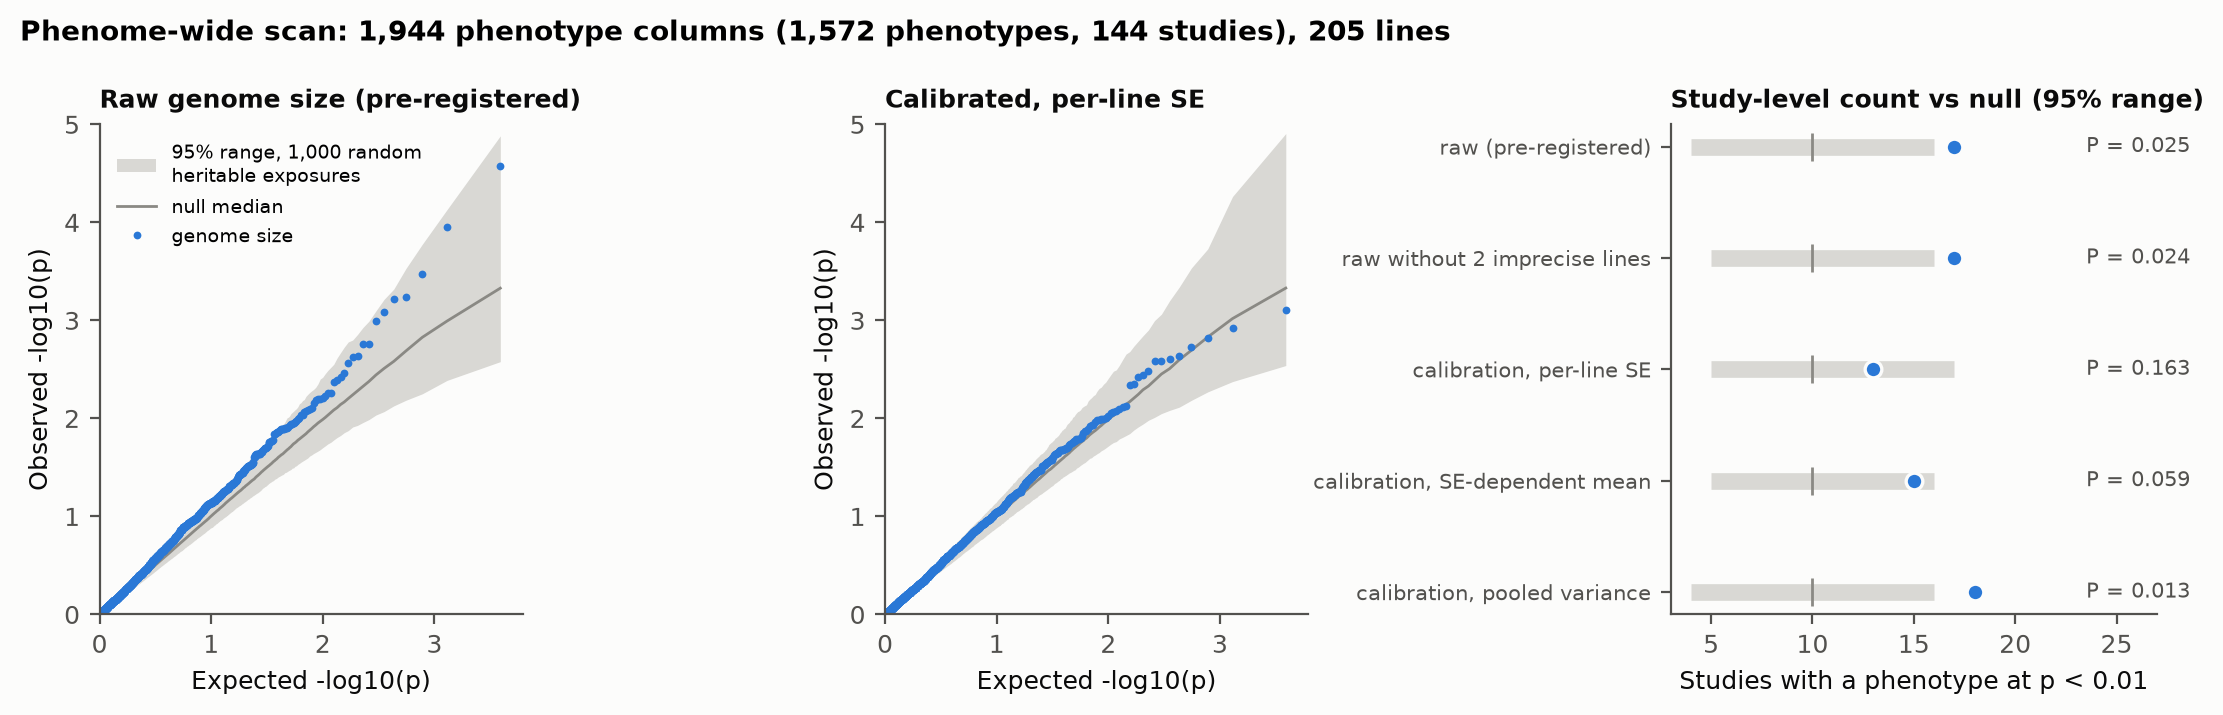 Phenome-wide scan: 1,944 phenotype columns (1,572 phenotypes, 144 studies), 205 lines
Raw genome size (pre-registered)
5
4
3
2
1
0
Observed -log10(p)
95% range, 1,000 random
heritable exposures
null median
genome size
0 1 2 3
Expected -log10(p)
Calibrated, per-line SE
5
4
3
2
1
0
Observed -log10(p)
0 1 2 3
Expected -log10(p)
Study-level count vs null (95% range)
raw (pre-registered) P = 0.025
raw without 2 imprecise lines P = 0.024
calibration, per-line SE P = 0.163
calibration, SE-dependent mean P = 0.059
calibration, pooled variance P = 0.013
5 10 15 20 25
Studies with a phenotype at p < 0.01